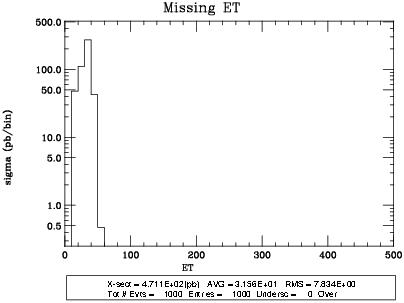 Missing ET
500.0
100.0
50.0
10.0
5.0
1.0
0.5
sigma (pb/bin)
0 100 200 300 400 500
ET
X-sect = 4.711E+02(pb) AVG = 3.156E+01 RMS = 7.834E+00
Tot # Evts = 1000 Entries = 1000 Undersc = 0 Over